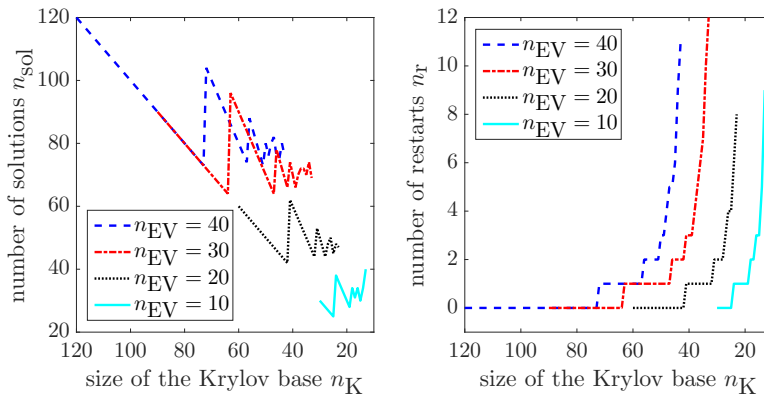 120
100
80
60
40
20
number of solutions n_sol
n_EV = 40
n_EV = 30
n_EV = 20
n_EV = 10
120 100 80 60 40 20
size of the Krylov base n_K
12
10
8
6
4
2
0
number of restarts n_r
n_EV = 40
n_EV = 30
n_EV = 20
n_EV = 10
120 100 80 60 40 20
size of the Krylov base n_K